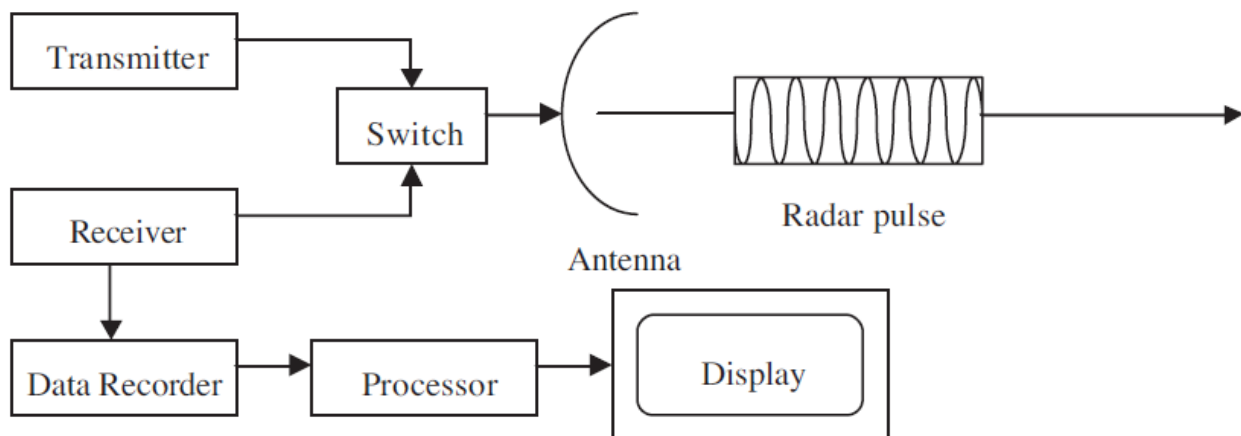 Transmitter
Switch
Receiver
Radar pulse
Antenna
Data Recorder
Processor
Display